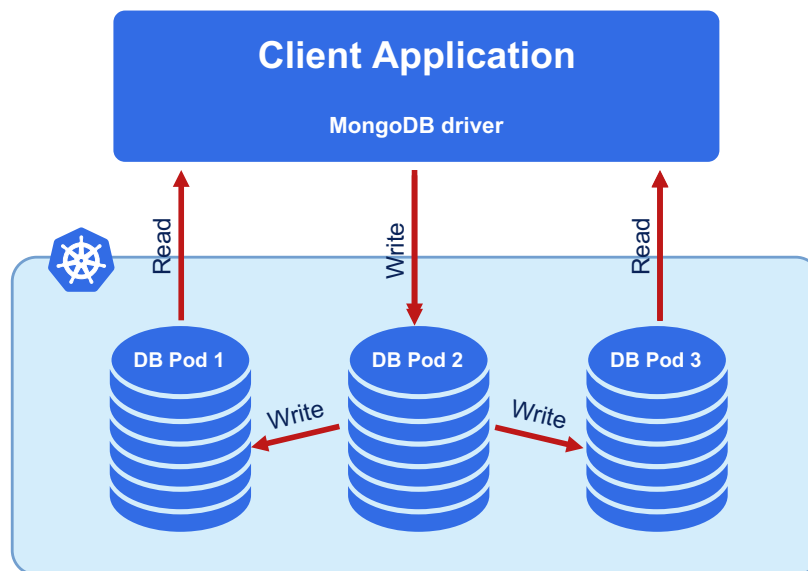 Client Application
MongoDB driver
Read
Write
Read
DB Pod 1
DB Pod 2
DB Pod 3
Write
Write